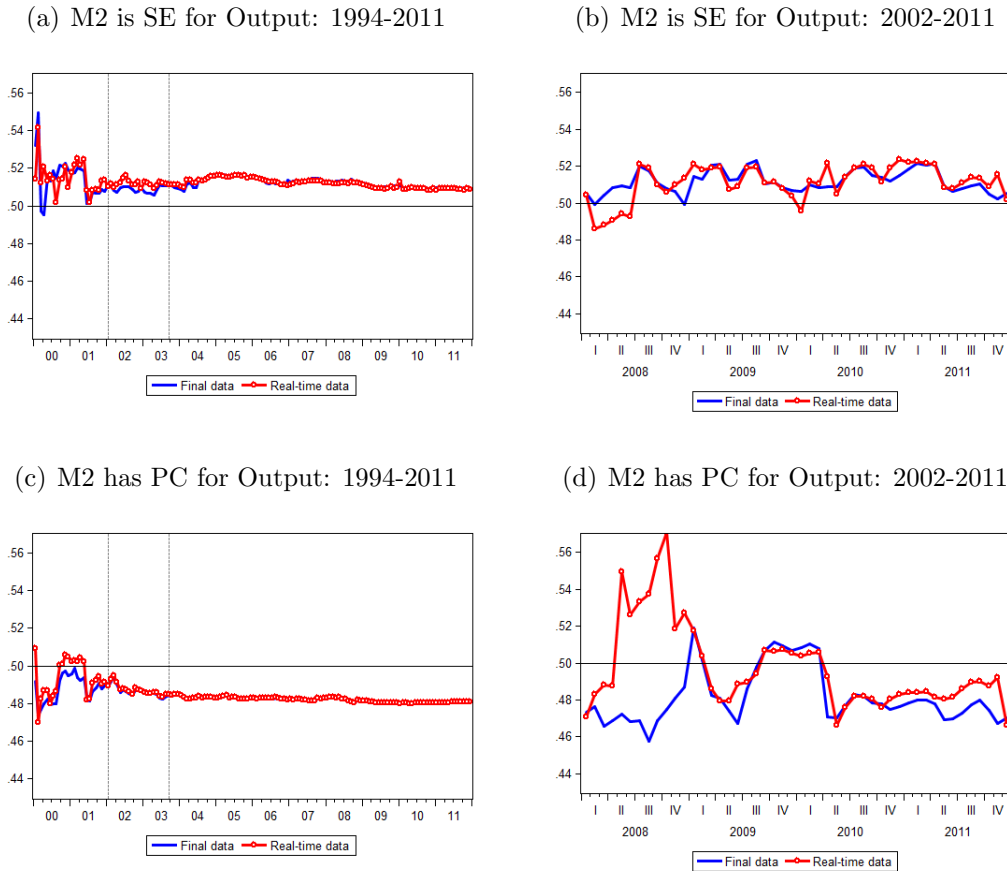 (a) M2 is SE for Output: 1994-2011
(b) M2 is SE for Output: 2002-2011
.56
.54
.52
.50
.48
.46
.44
00 01 02 03 04 05 06 07 08 09 10 11
Final data Real-time data
.56
.54
.52
.50
.48
.46
.44
I II III IV I II III IV I II III IV I II III IV
2008 2009 2010 2011
Final data Real-time data
(c) M2 has PC for Output: 1994-2011
(d) M2 has PC for Output: 2002-2011
.56
.54
.52
.50
.48
.46
.44
00 01 02 03 04 05 06 07 08 09 10 11
Final data Real-time data
.56
.54
.52
.50
.48
.46
.44
I II III IV I II III IV I II III IV I II III IV
2008 2009 2010 2011
Final data Real-time data